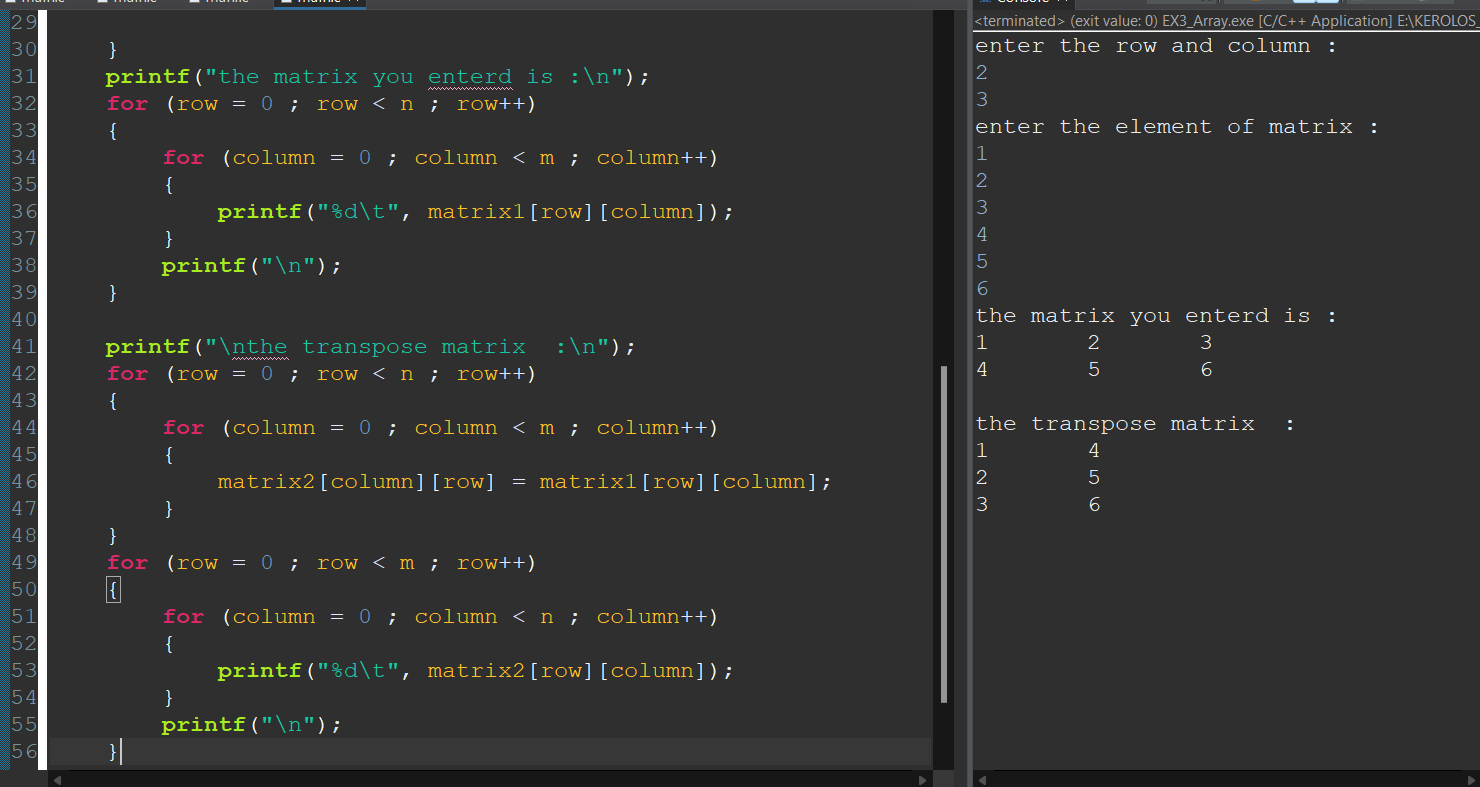 Console
<terminated> (exit value: 0) EX3_Array.exe [C/C++ Application] E:\KEROLOS_
29
30 }
31 printf("the matrix you enterd is :\n");
32 for (row = 0 ; row < n ; row++)
33 {
34 for (column = 0 ; column < m ; column++)
35 {
36 printf("%d\t", matrix1[row][column]);
37 }
38 printf("\n");
39 }
40
41 printf("\nthe transpose matrix  :\n");
42 for (row = 0 ; row < n ; row++)
43 {
44 for (column = 0 ; column < m ; column++)
45 {
46 matrix2[column][row] = matrix1[row][column];
47 }
48 }
49 for (row = 0 ; row < m ; row++)
50 {
51 for (column = 0 ; column < n ; column++)
52 {
53 printf("%d\t", matrix2[row][column]);
54 }
55 printf("\n");
56 }
enter the row and column :
2
3
enter the element of matrix :
1
2
3
4
5
6
the matrix you enterd is :
1 2 3
4 5 6
the transpose matrix  :
1 4
2 5
3 6